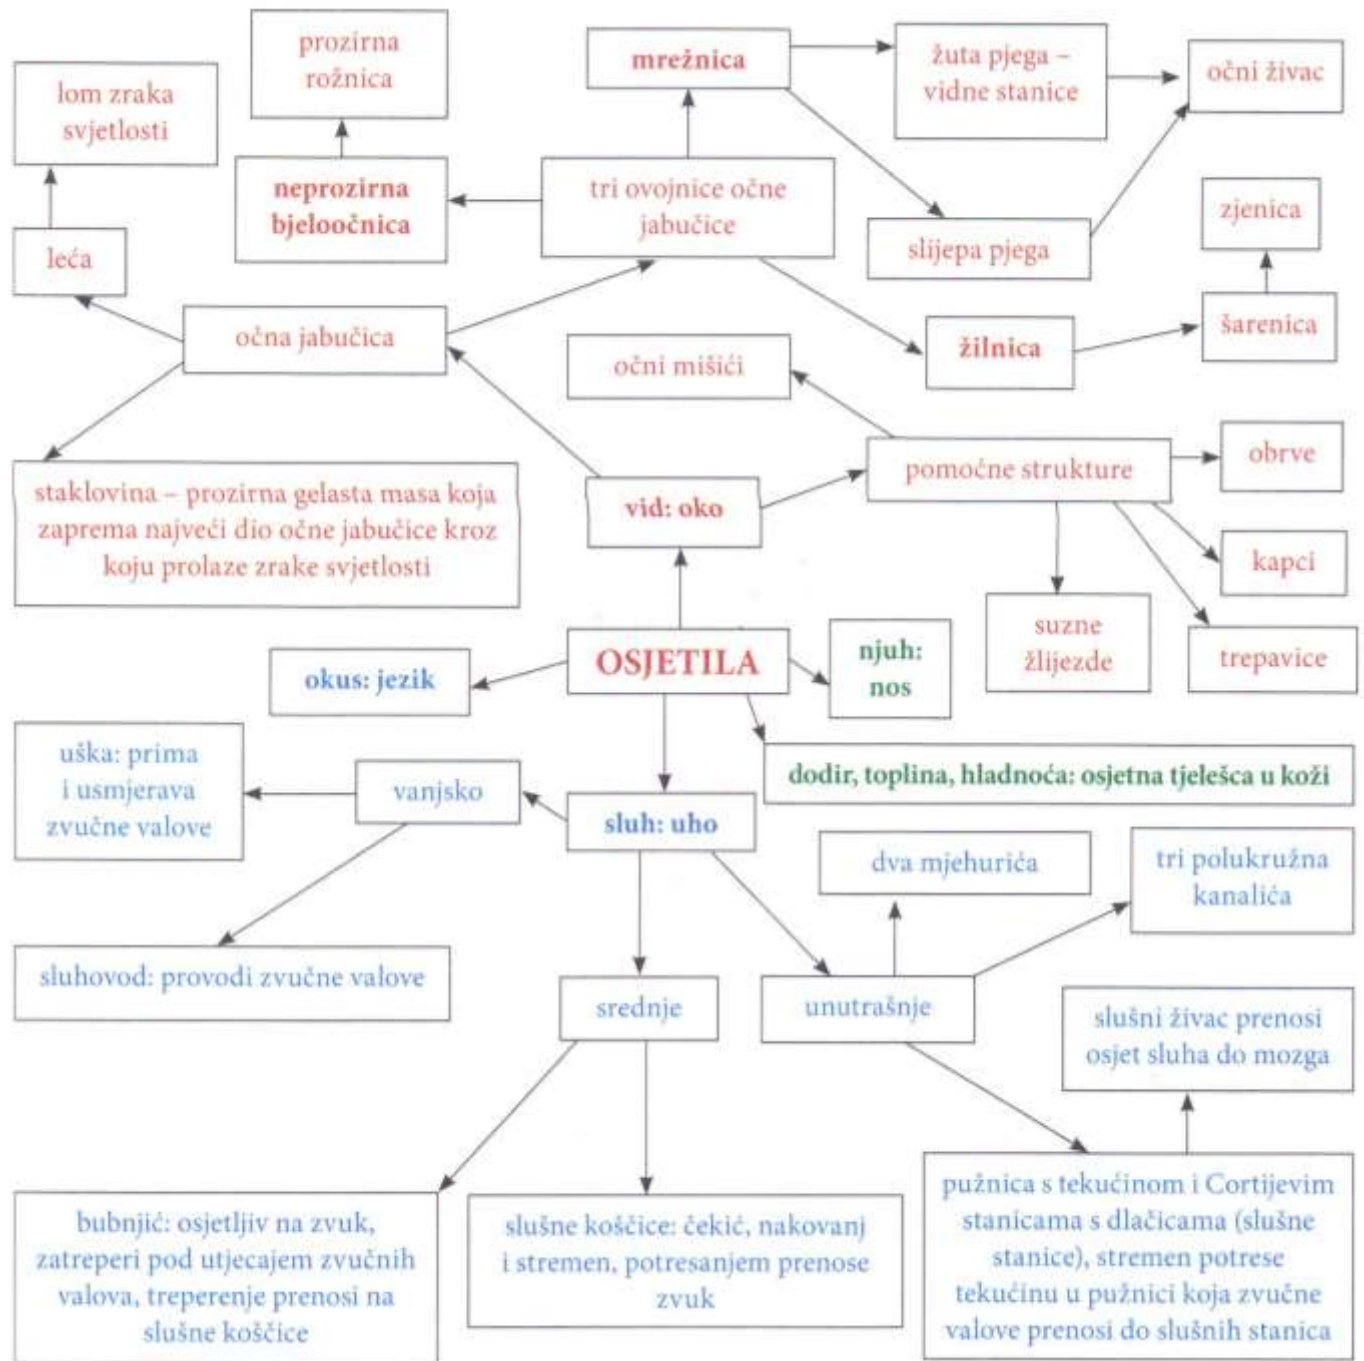 prozirna
rožnica
mrežnica
žuta pjega –
vidne stanice
očni živac
lom zraka
svjetlosti
neprozirna
bjeloočnica
tri ovojnice očne
jabučice
zjenica
slijepa pjega
leća
očna jabučica
očni mišići
žilnica
šarenica
staklovina – prozirna gelasta masa koja
zaprema najveći dio očne jabučice kroz
koju prolaze zrake svjetlosti
vid: oko
pomoćne strukture
obrve
kapci
suzne
žlijezde
trepavice
OSJETILA
okus: jezik
njuh:
nos
dodir, toplina, hladnoća: osjetna tjelešca u koži
uška: prima
i usmjerava
zvučne valove
vanjsko
sluh: uho
dva mjehurića
tri polukružna
kanalića
sluhovod: provodi zvučne valove
srednje
unutrašnje
slušni živac prenosi
osjet sluha do mozga
bubnjić: osjetljiv na zvuk,
zatreperi pod utjecajem zvučnih
valova, treperenje prenosi na
slušne koščice
slušne koščice: čekić, nakovanj
i stremen, potresanjem prenose
zvuk
pužnica s tekućinom i Cortijevim
stanicama s dlačicama (slušne
stanice), stremen potrese
tekućinu u pužnici koja zvučne
valove prenosi do slušnih stanica